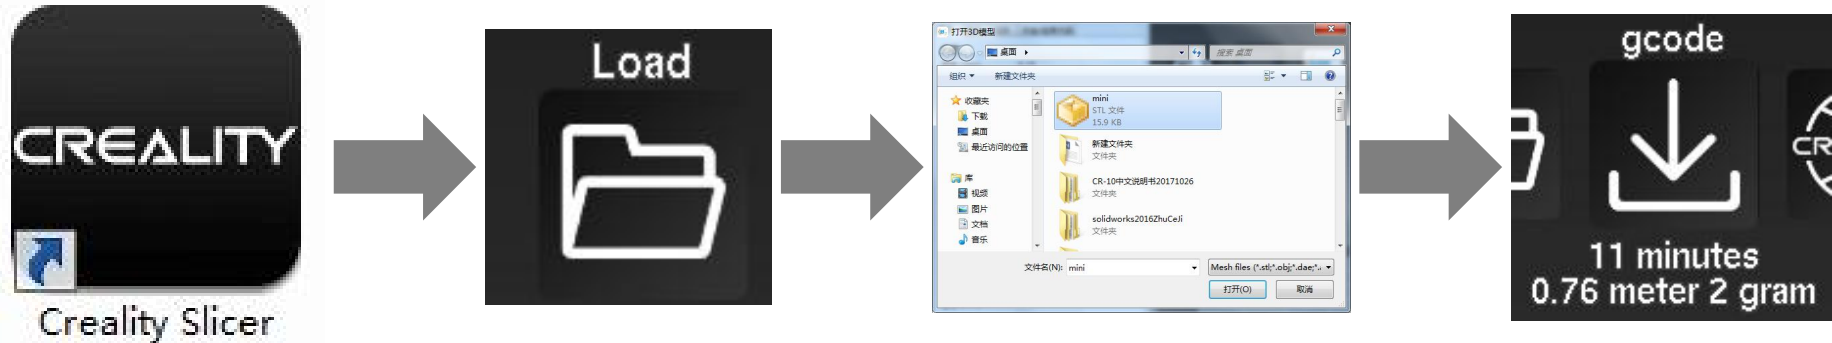 CREALITY
Creality Slicer
Load
打开3D模型
桌面
搜索 桌面
组织
新建文件夹
收藏夹
下载
桌面
最近访问的位置
库
视频
图片
文档
音乐
mini
STL 文件
15.9 KB
新建文件夹
文件夹
CR-10中文说明书20171026
文件夹
solidworks2016ZhuCeJi
文件夹
文件名(N): mini
Mesh files (*.stl;*.obj;*.dae;*.
打开(O)
取消
gcode
CR
11 minutes
0.76 meter 2 gram